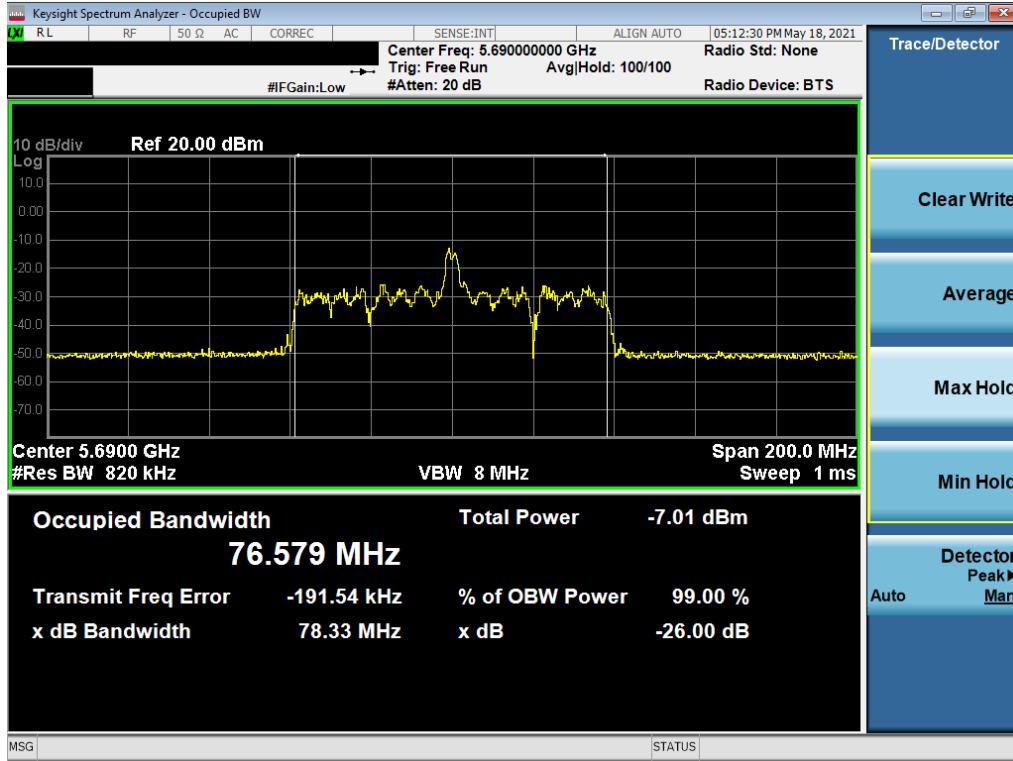 Keysight Spectrum Analyzer - Occupied BW
LXI RL RF 50 Ω AC CORREC SENSE:INT ALIGN AUTO 05:12:30 PM May 18, 2021
Center Freq: 5.690000000 GHz Radio Std: None
Trig: Free Run Avg|Hold: 100/100
#IFGain:Low #Atten: 20 dB Radio Device: BTS
10 dB/div Ref 20.00 dBm
Log
10.0
0.00
-10.0
-20.0
-30.0
-40.0
-50.0
-60.0
-70.0
Center 5.6900 GHz Span 200.0 MHz
#Res BW 820 kHz VBW 8 MHz Sweep 1 ms
Occupied Bandwidth Total Power -7.01 dBm
76.579 MHz
Transmit Freq Error -191.54 kHz % of OBW Power 99.00 %
x dB Bandwidth 78.33 MHz x dB -26.00 dB
Trace/Detector
Clear Write
Average
Max Hold
Min Hold
Detector
Peak▶
Auto Man
MSG STATUS